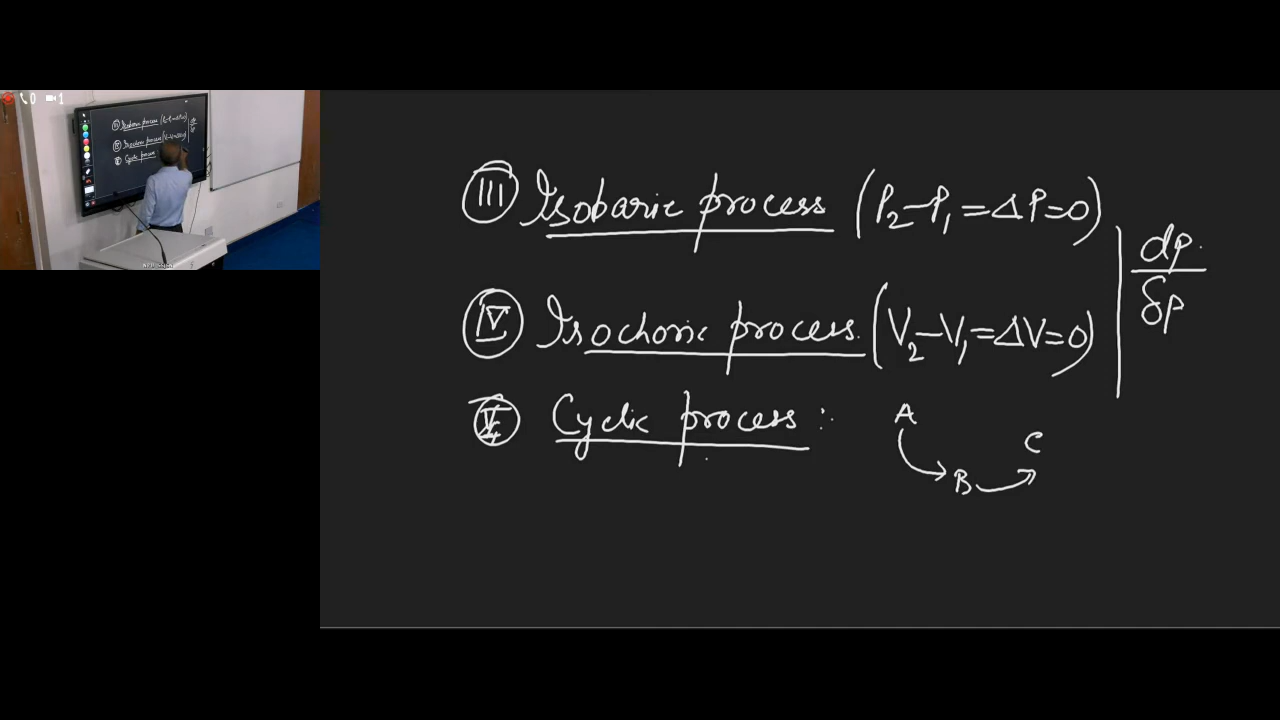 III Isobaric process (P₂-P₁=ΔP=0)
dp
δp
IV Isochoric process. (V₂-V₁=ΔV=0)
V Cyclic process :
A
C
B